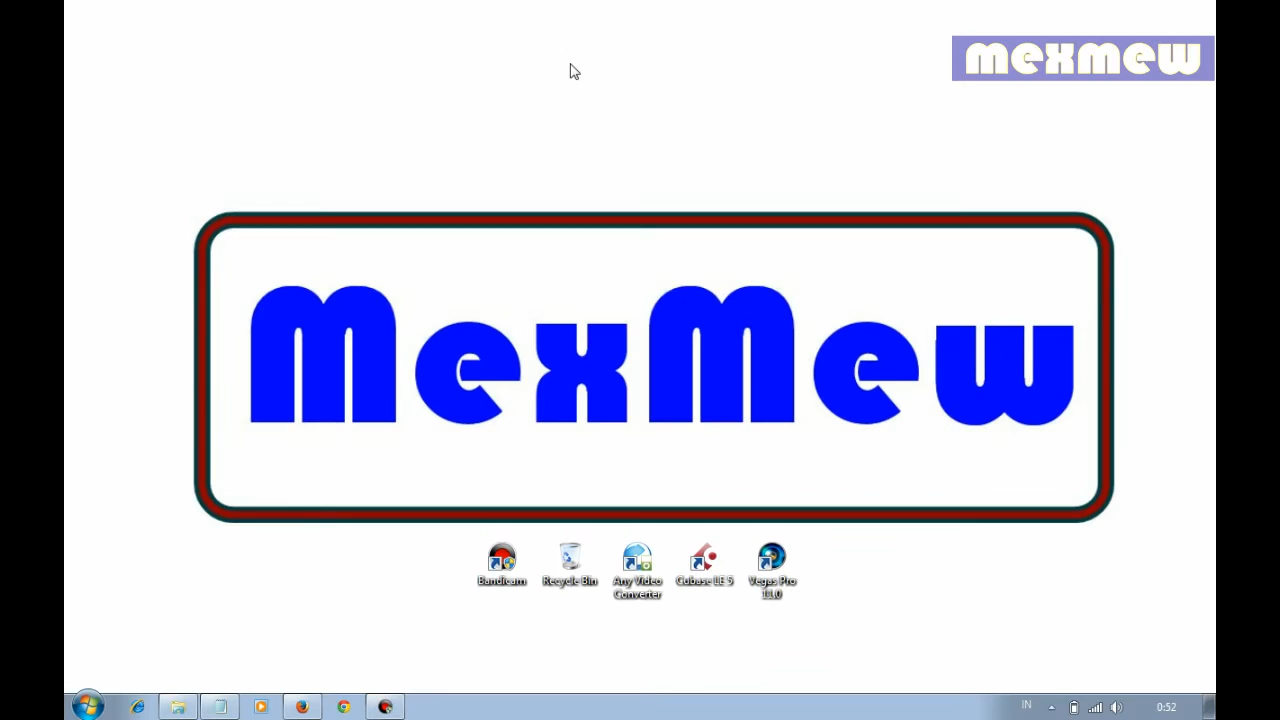 mexmew
MexMew
Bandicam
Recycle Bin
Any Video
Converter
Cubase LE 5
Vegas Pro
11.0
IN
0:52